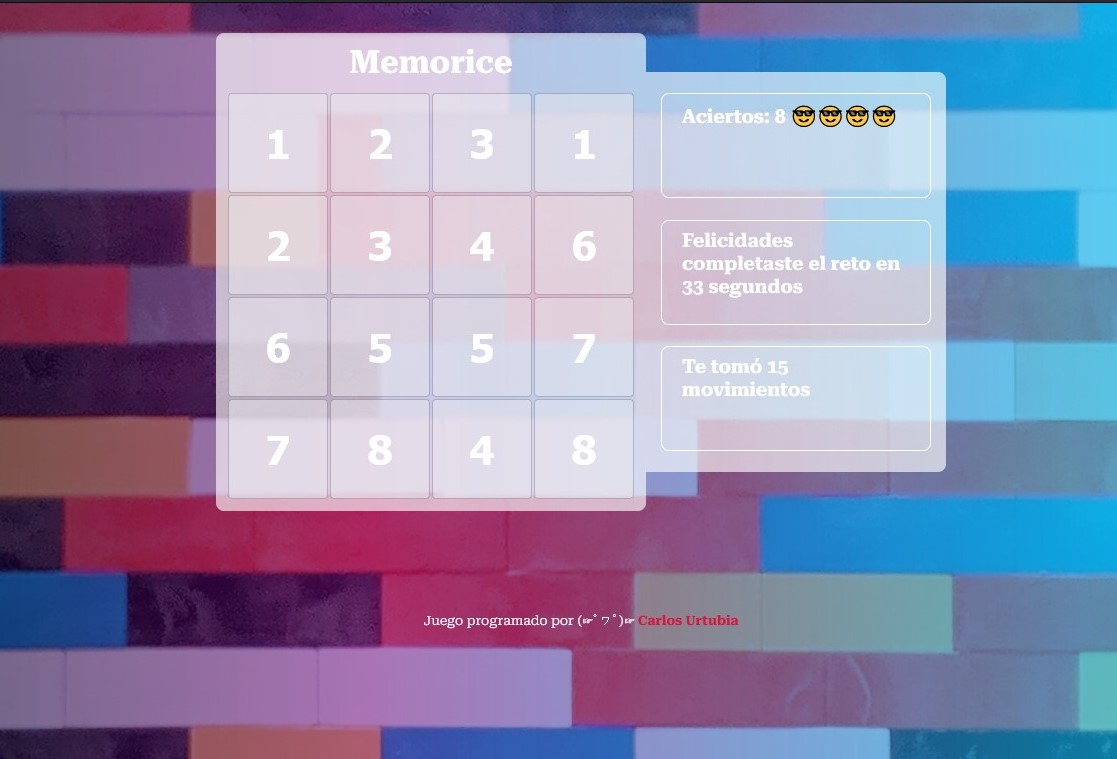 Memorice
1 2 3 1
2 3 4 6
6 5 5 7
7 8 4 8
Aciertos: 8 😎😎😎😎
Felicidades
completaste el reto en
33 segundos
Te tomó 15
movimientos
Juego programado por (☞ﾟヮﾟ)☞ Carlos Urtubia